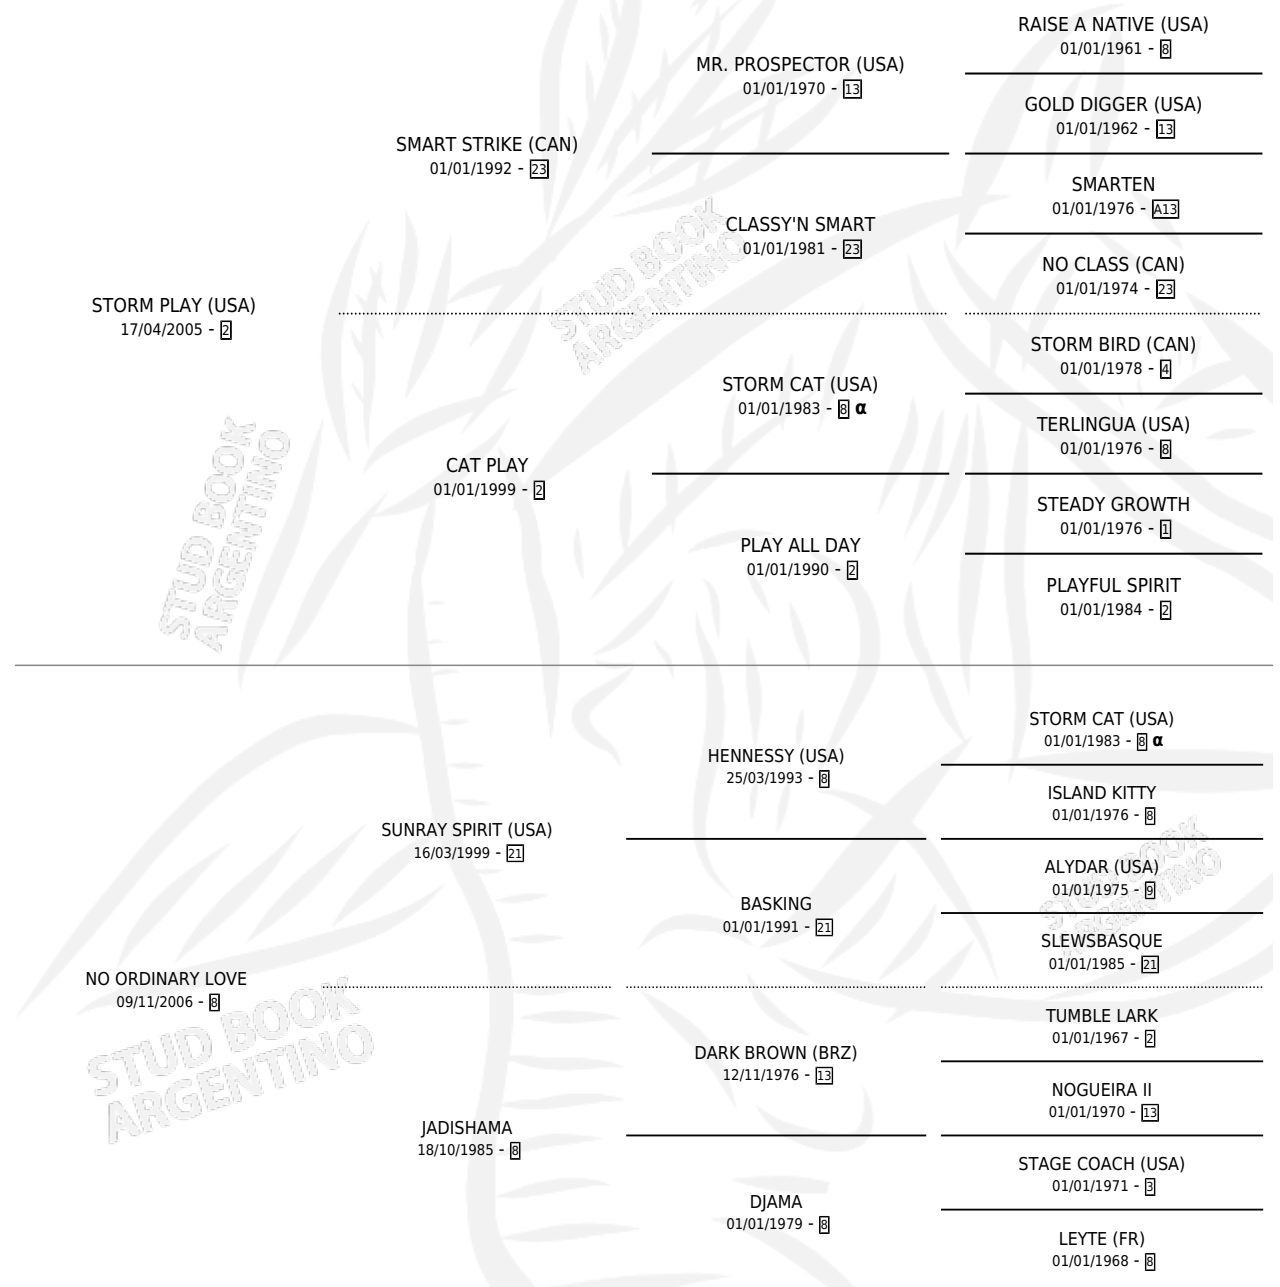 RAISE A NATIVE (USA)
01/01/1961 - 8
MR. PROSPECTOR (USA)
01/01/1970 - 13
GOLD DIGGER (USA)
01/01/1962 - 13
SMART STRIKE (CAN)
01/01/1992 - 23
SMARTEN
01/01/1976 - A13
CLASSY'N SMART
01/01/1981 - 23
NO CLASS (CAN)
01/01/1974 - 23
STORM PLAY (USA)
17/04/2005 - 2
STORM BIRD (CAN)
01/01/1978 - 4
STORM CAT (USA)
01/01/1983 - 8 α
TERLINGUA (USA)
01/01/1976 - 8
CAT PLAY
01/01/1999 - 2
STEADY GROWTH
01/01/1976 - 1
PLAY ALL DAY
01/01/1990 - 2
PLAYFUL SPIRIT
01/01/1984 - 2
STORM CAT (USA)
01/01/1983 - 8 α
HENNESSY (USA)
25/03/1993 - 8
ISLAND KITTY
01/01/1976 - 8
SUNRAY SPIRIT (USA)
16/03/1999 - 21
ALYDAR (USA)
01/01/1975 - 9
BASKING
01/01/1991 - 21
SLEWSBASQUE
01/01/1985 - 21
NO ORDINARY LOVE
09/11/2006 - 8
TUMBLE LARK
01/01/1967 - 2
DARK BROWN (BRZ)
12/11/1976 - 13
NOGUEIRA II
01/01/1970 - 13
JADISHAMA
18/10/1985 - 8
STAGE COACH (USA)
01/01/1971 - 3
DJAMA
01/01/1979 - 8
LEYTE (FR)
01/01/1968 - 8
STUD BOOK
ARGENTINO
STUD BOOK
ARGENTINO
STUD BOOK
ARGENTINO
STUD BOOK
ARGENTINO